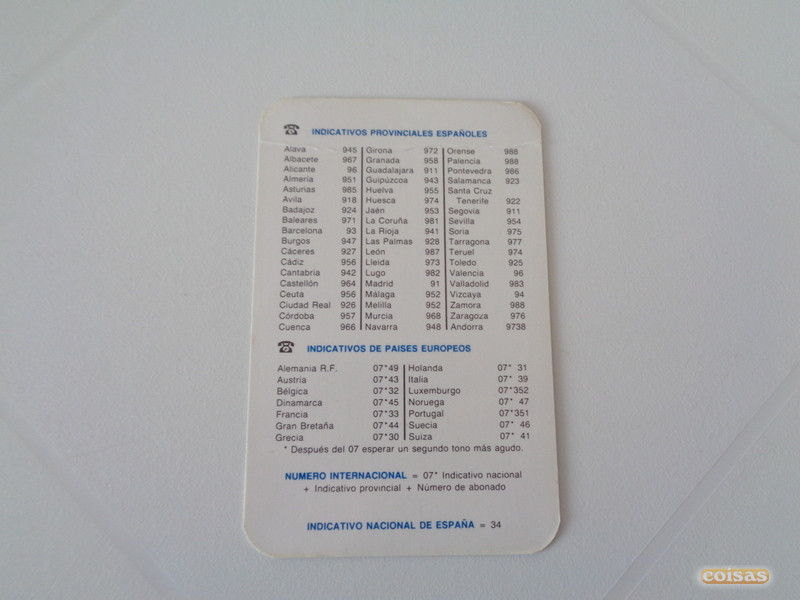 ☎ INDICATIVOS PROVINCIALES ESPAÑOLES
Alava 945 Girona 972 Orense 988
Albacete 967 Granada 958 Palencia 988
Alicante 96 Guadalajara 911 Pontevedra 986
Almería 951 Guipúzcoa 943 Salamanca 923
Asturias 985 Huelva 955 Santa Cruz
Avila 918 Huesca 974 Tenerife 922
Badajoz 924 Jaén 953 Segovia 911
Baleares 971 La Coruña 981 Sevilla 954
Barcelona 93 La Rioja 941 Soria 975
Burgos 947 Las Palmas 928 Tarragona 977
Cáceres 927 León 987 Teruel 974
Cádiz 956 Lleida 973 Toledo 925
Cantabria 942 Lugo 982 Valencia 96
Castellón 964 Madrid 91 Valladolid 983
Ceuta 956 Málaga 952 Vizcaya 94
Ciudad Real 926 Melilla 952 Zamora 988
Córdoba 957 Murcia 968 Zaragoza 976
Cuenca 966 Navarra 948 Andorra 9738
☎ INDICATIVOS DE PAISES EUROPEOS
Alemania R.F. 07*49 Holanda 07* 31
Austria 07*43 Italia 07* 39
Bélgica 07*32 Luxemburgo 07*352
Dinamarca 07*45 Noruega 07* 47
Francia 07*33 Portugal 07*351
Gran Bretaña 07*44 Suecia 07* 46
Grecia 07*30 Suiza 07* 41
* Después del 07 esperar un segundo tono más agudo.
NUMERO INTERNACIONAL = 07* Indicativo nacional
+ Indicativo provincial + Número de abonado
INDICATIVO NACIONAL DE ESPAÑA = 34
coisas